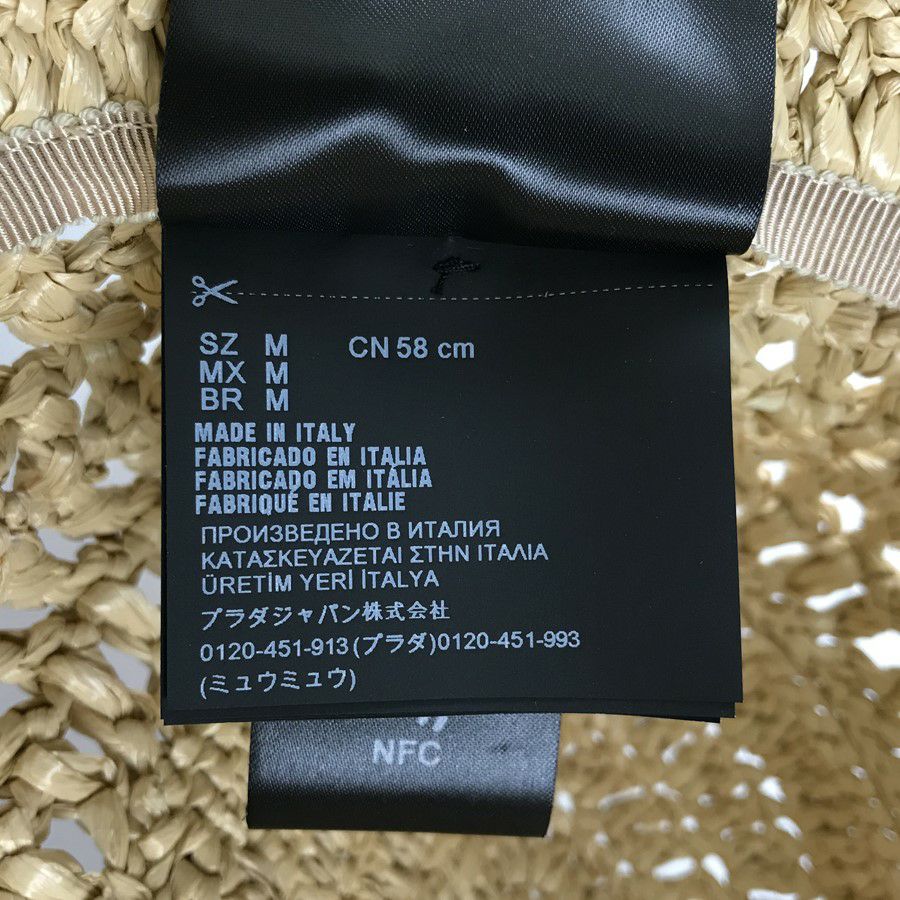 SZ M CN 58 cm
MX M
BR M
MADE IN ITALY
FABRICADO EN ITALIA
FABRICADO EM ITÁLIA
FABRIQUÉ EN ITALIE
ПРОИЗВЕДЕНО В ИТАЛИЯ
ΚΑΤΑΣΚΕΥΑΖΕΤΑΙ ΣΤΗΝ ΙΤΑΛΙΑ
ÜRETİM YERİ İTALYA
プラダジャパン株式会社
0120-451-913(プラダ)0120-451-993
(ミュウミュウ)
NFC